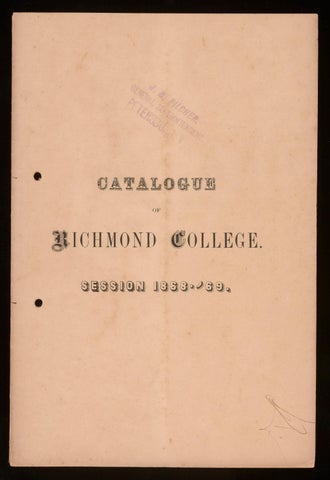 CATALOGUE
OF
RICHMOND COLLEGE.
SESSION 1868-'69.